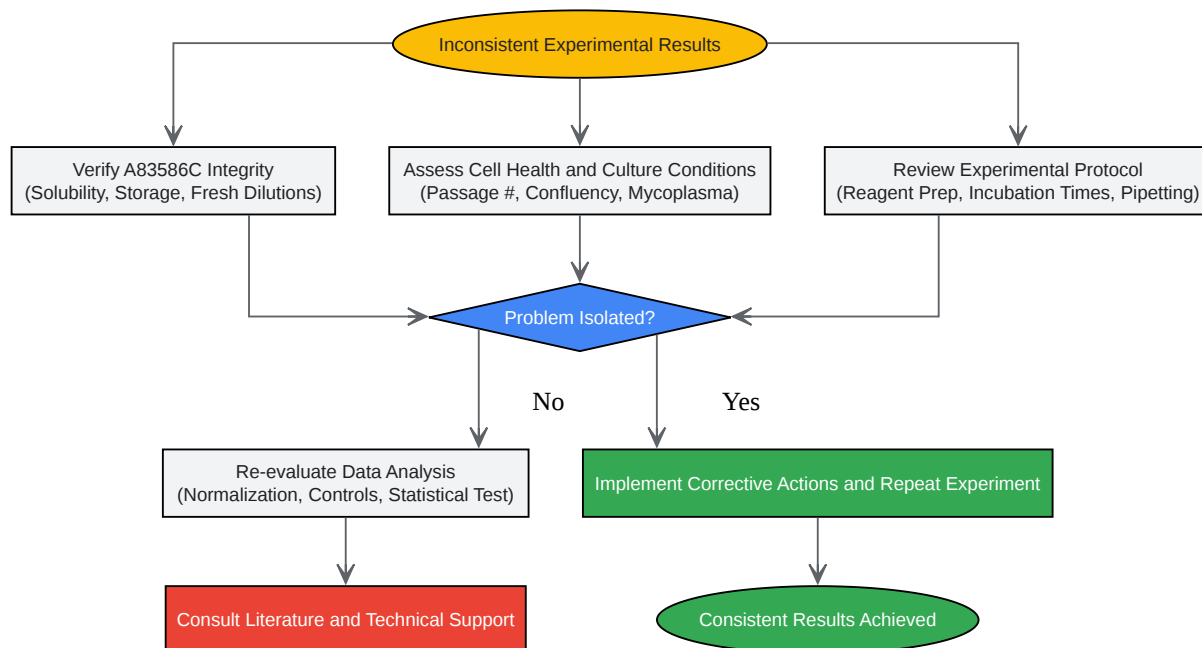 Inconsistent Experimental Results
Verify A83586C Integrity
(Solubility, Storage, Fresh Dilutions)
Assess Cell Health and Culture Conditions
(Passage #, Confluency, Mycoplasma)
Review Experimental Protocol
(Reagent Prep, Incubation Times, Pipetting)
Problem Isolated?
No
Yes
Re-evaluate Data Analysis
(Normalization, Controls, Statistical Test)
Implement Corrective Actions and Repeat Experiment
Consult Literature and Technical Support
Consistent Results Achieved